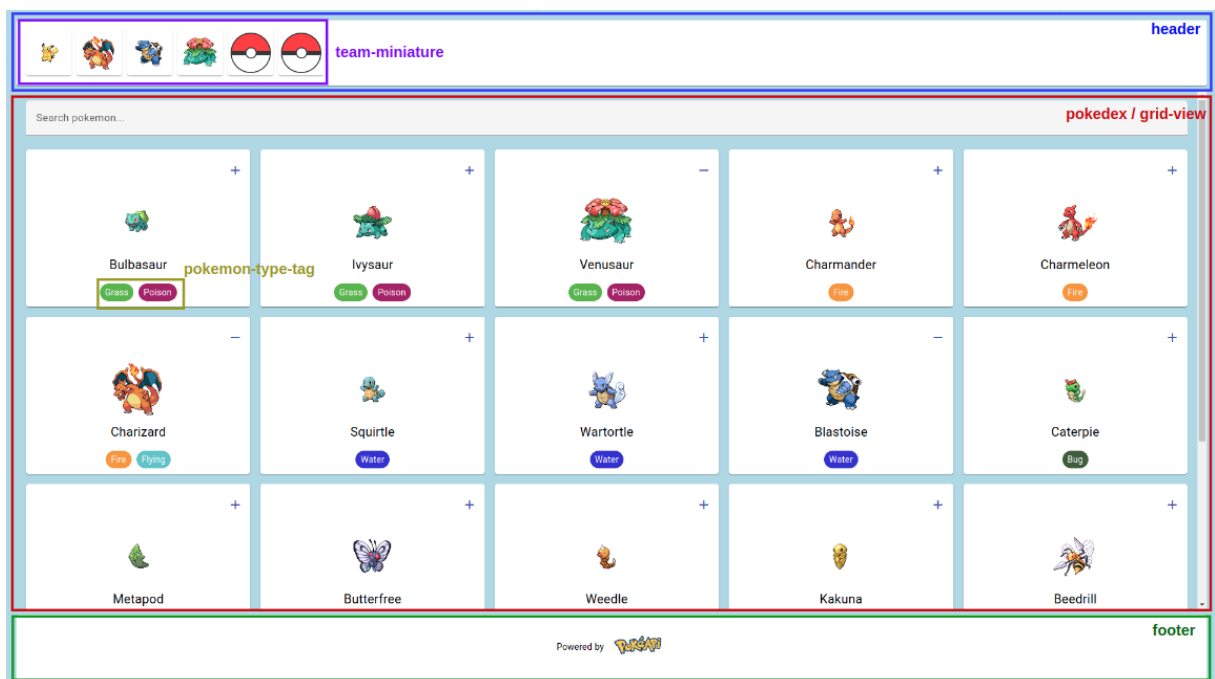 header
team-miniature
pokedex / grid-view
Search pokemon...
+ + − + +
Bulbasaur Ivysaur Venusaur Charmander Charmeleon
pokemon-type-tag
Grass Poison Grass Poison Grass Poison Fire Fire
− + + − +
Charizard Squirtle Wartortle Blastoise Caterpie
Fire Flying Water Water Water Bug
+ + + + +
Metapod Butterfree Weedle Kakuna Beedrill
footer
Powered by PokéAPI